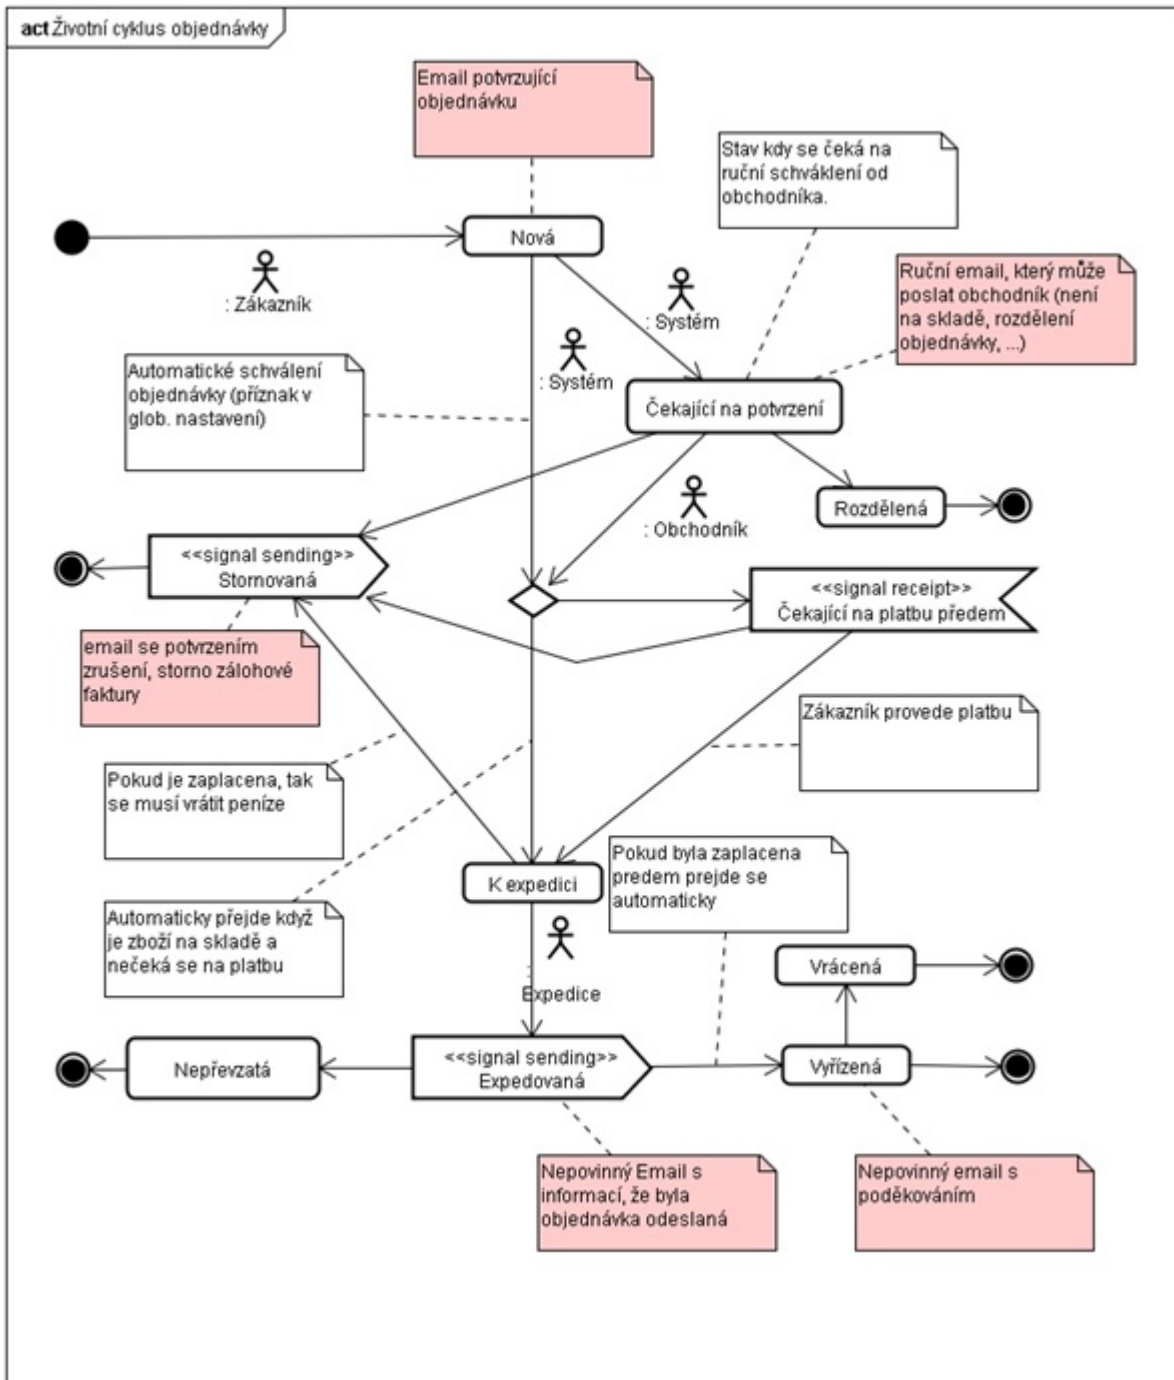 act Životní cyklus objednávky
Email potvrzující
objednávku
Stav kdy se čeká na
ruční schváklení od
obchodníka.
Nová
: Zákazník
: Systém
Ruční email, který může
poslat obchodník (není
na skladě, rozdělení
objednávky, ...)
Automatické schválení
objednávky (příznak v
glob. nastavení)
: Systém
Čekající na potvrzení
Rozdělená
: Obchodník
<<signal sending>>
Stornovaná
<<signal receipt>>
Čekající na platbu předem
email se potvrzením
zrušení, storno zálohové
faktury
Zákazník provede platbu
Pokud je zaplacena, tak
se musí vrátit peníze
Pokud byla zaplacena
predem prejde se
automaticky
K expedici
Automaticky přejde když
je zboží na skladě a
nečeká se na platbu
:
Expedice
Vrácená
Nepřevzatá
<<signal sending>>
Expedovaná
Vyřízená
Nepovinný Email s
informací, že byla
objednávka odeslaná
Nepovinný email s
poděkováním